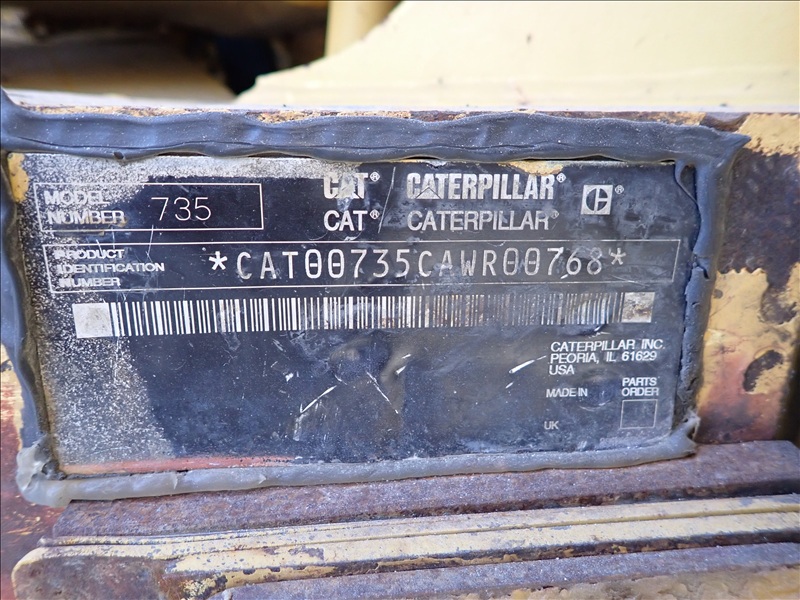 MODEL NUMBER 735
CAT® / CATERPILLAR® C®
CAT® / CATERPILLAR®
PRODUCT IDENTIFICATION NUMBER *CAT00735CAWR00768*
CATERPILLAR INC.
PEORIA, IL 61629
USA
MADE IN PARTS ORDER
UK